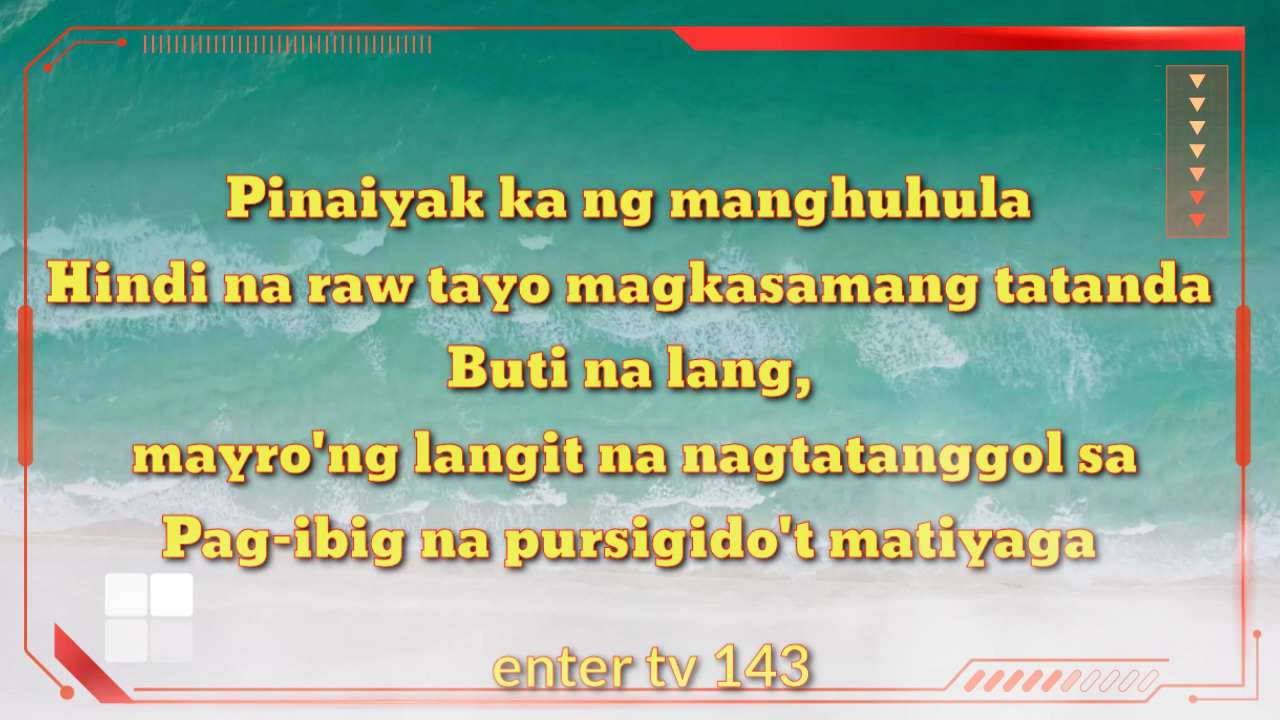 Pinaiyak ka ng manghuhula
Hindi na raw tayo magkasamang tatanda
Buti na lang,
mayro'ng langit na nagtatanggol sa
Pag-ibig na pursigido't matiyaga
enter tv 143